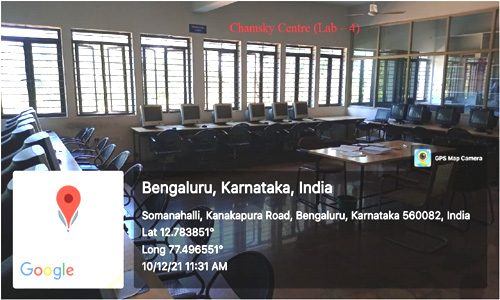 Chamsky Centre (Lab – 4)
GPS Map Camera
Bengaluru, Karnataka, India
Somanahalli, Kanakapura Road, Bengaluru, Karnataka 560082, India
Lat 12.783851°
Long 77.496551°
10/12/21 11:31 AM
Google